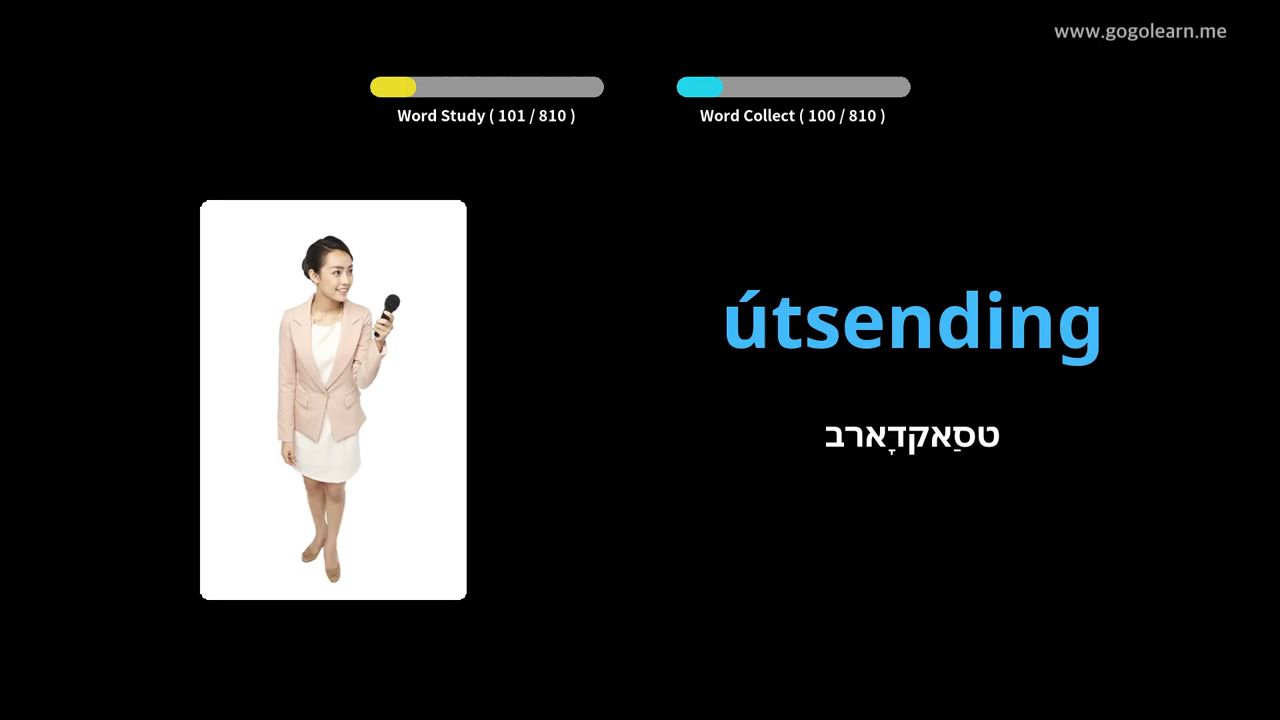 www.gogolearn.me
Word Study ( 101 / 810 )
Word Collect ( 100 / 810 )
útsending
טסַאקדָארב